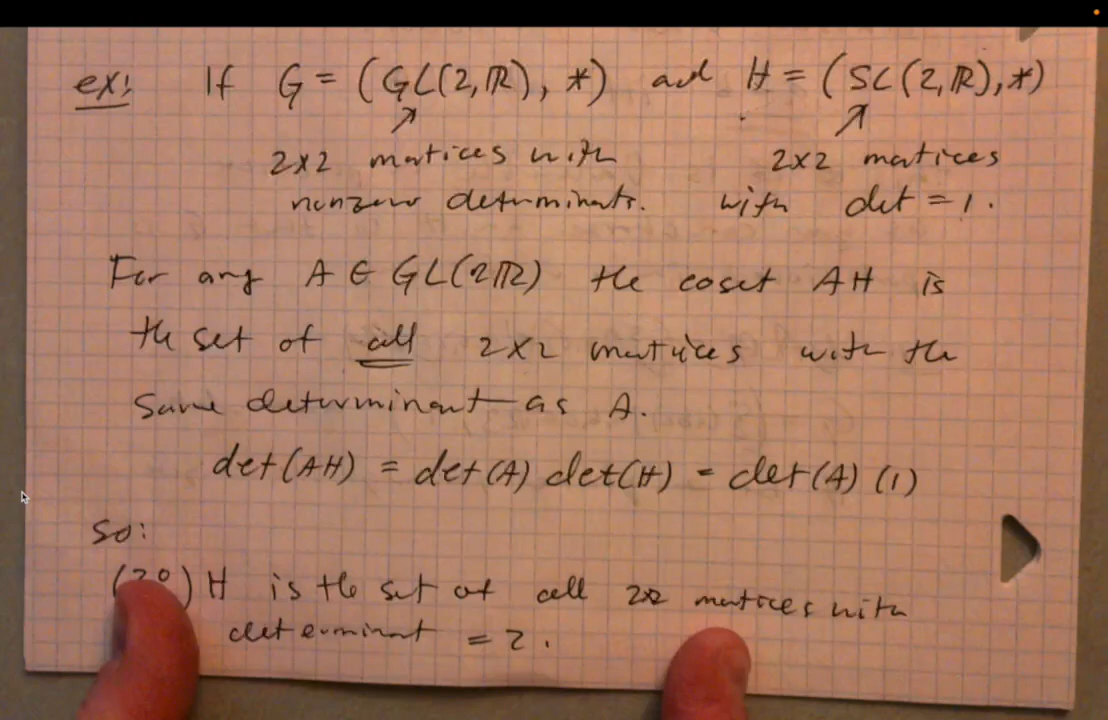 ex: If G = (GL(2,ℝ), *) and H = (SL(2,ℝ), *)
2x2 matrices with 2x2 matrices
nonzero determinants. with det = 1.
For any A ∈ GL(2ℝ) the coset AH is
the set of all 2x2 matrices with the
same determinant as A.
det(AH) = det(A) det(H) = det(A) (1)
So:
H is the set of all 2x2 matrices with
determinant = 2.